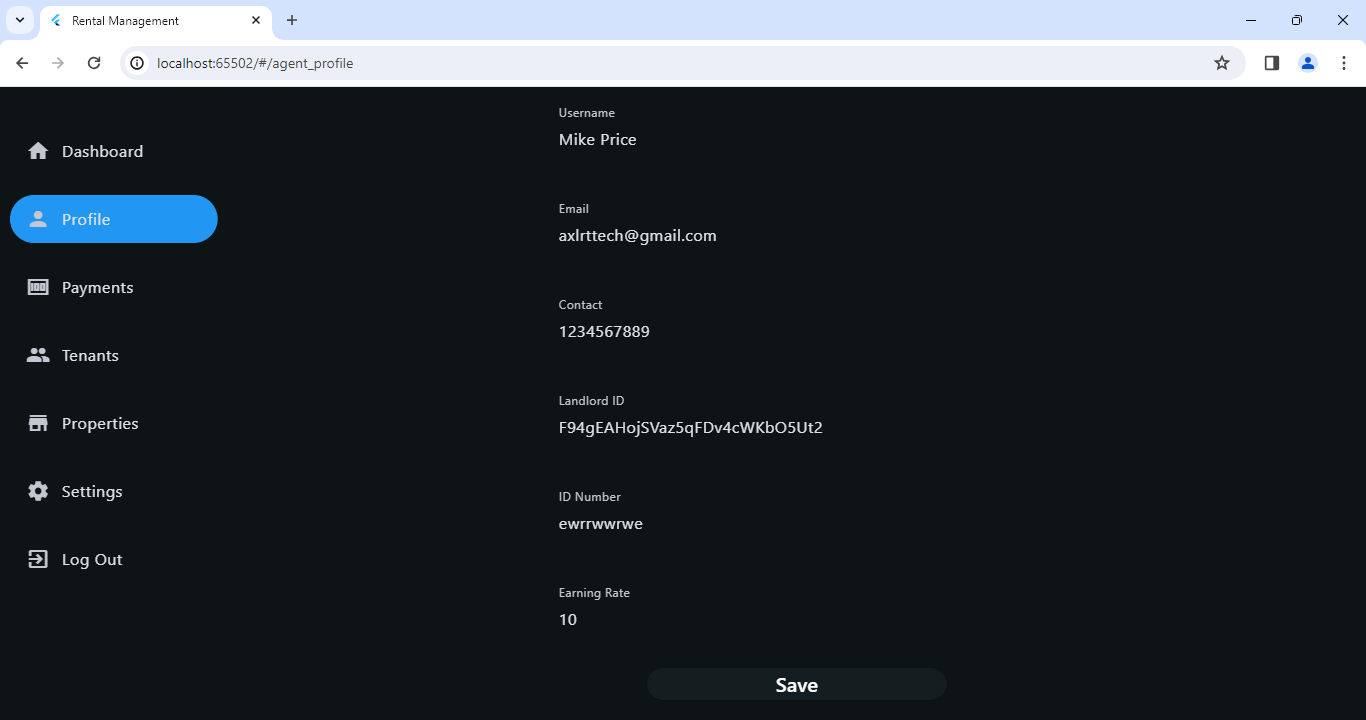 Rental Management
localhost:65502/#/agent_profile
Dashboard
Profile
Payments
Tenants
Properties
Settings
Log Out
Username
Mike Price
Email
axlrttech@gmail.com
Contact
1234567889
Landlord ID
F94gEAHojSVaz5qFDv4cWKbO5Ut2
ID Number
ewrrwwrwe
Earning Rate
10
Save